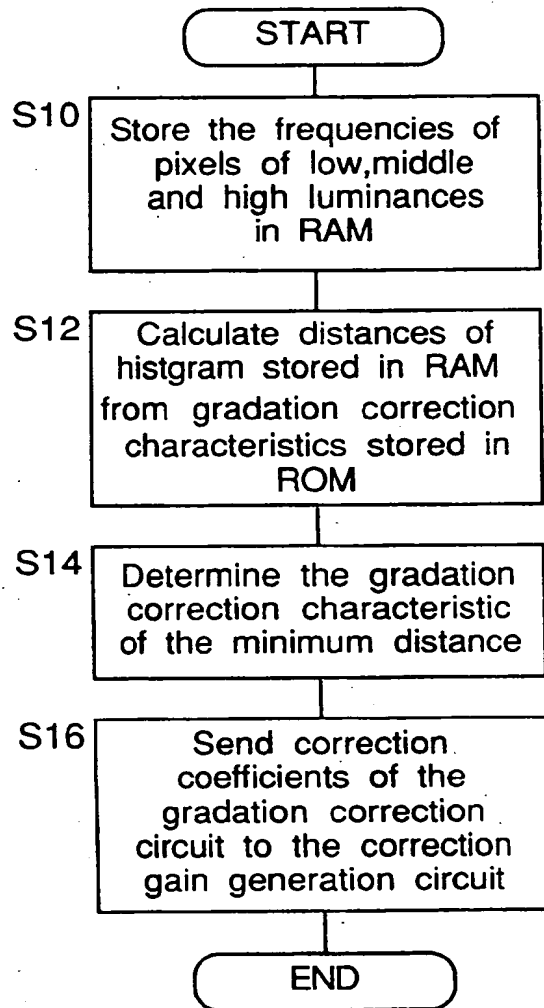 START
S10
Store the frequencies of
pixels of low,middle
and high luminances
in RAM
S12
Calculate distances of
histgram stored in RAM
from gradation correction
characteristics stored in
ROM
S14
Determine the gradation
correction characteristic
of the minimum distance
S16
Send correction
coefficients of the
gradation correction
circuit to the correction
gain generation circuit
END